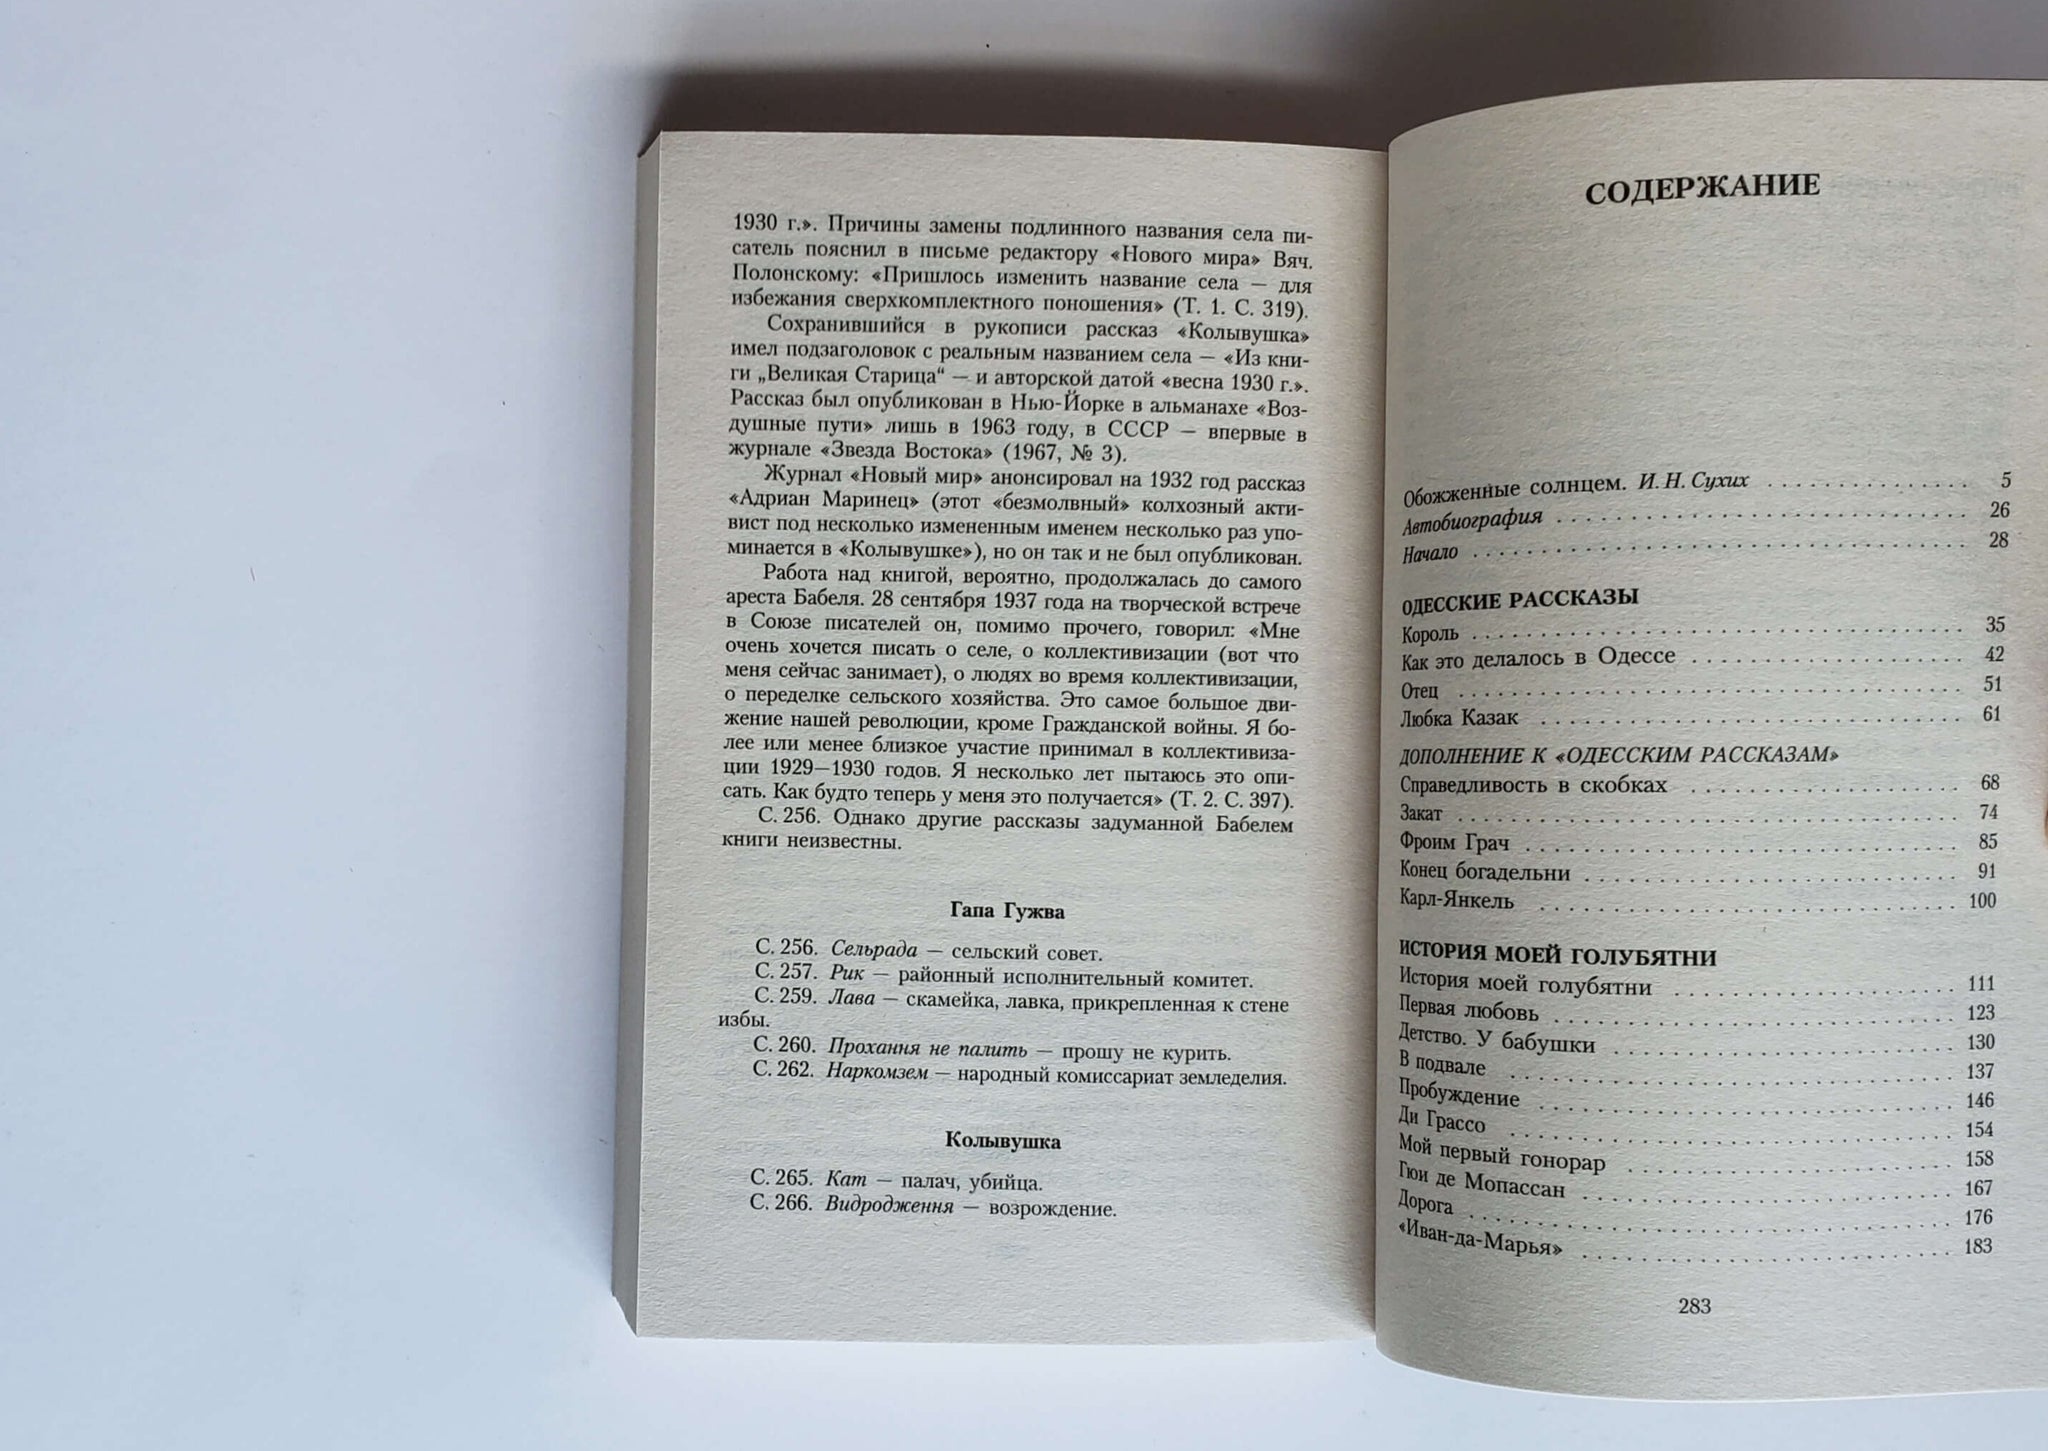 1930 г.». Причины замены подлинного названия села пи-
сатель пояснил в письме редактору «Нового мира» Вяч.
Полонскому: «Пришлось изменить название села — для
избежания сверхкомплектного поношения» (Т. 1. С. 319).
Сохранившийся в рукописи рассказ «Колывушка»
имел подзаголовок с реальным названием села — «Из кни-
ги „Великая Старица“ — и авторской датой «весна 1930 г.».
Рассказ был опубликован в Нью-Йорке в альманахе «Воз-
душные пути» лишь в 1963 году, в СССР — впервые в
журнале «Звезда Востока» (1967, № 3).
Журнал «Новый мир» анонсировал на 1932 год рассказ
«Адриан Маринец» (этот «безмолвный» колхозный акти-
вист под несколько измененным именем несколько раз упо-
минается в «Колывушке»), но он так и не был опубликован.
Работа над книгой, вероятно, продолжалась до самого
ареста Бабеля. 28 сентября 1937 года на творческой встрече
в Союзе писателей он, помимо прочего, говорил: «Мне
очень хочется писать о селе, о коллективизации (вот что
меня сейчас занимает), о людях во время коллективизации,
о переделке сельского хозяйства. Это самое большое дви-
жение нашей революции, кроме Гражданской войны. Я бо-
лее или менее близкое участие принимал в коллективиза-
ции 1929—1930 годов. Я несколько лет пытаюсь это опи-
сать. Как будто теперь у меня это получается» (Т. 2. С. 397).
С. 256. Однако другие рассказы задуманной Бабелем
книги неизвестны.
Гапа Гужва
С. 256. Сельрада — сельский совет.
С. 257. Рик — районный исполнительный комитет.
С. 259. Лава — скамейка, лавка, прикрепленная к стене
избы.
С. 260. Прохання не палить — прошу не курить.
С. 262. Наркомзем — народный комиссариат земледелия.
Колывушка
С. 265. Кат — палач, убийца.
С. 266. Видродження — возрождение.
СОДЕРЖАНИЕ
Обожженные солнцем. И. Н. Сухих . . . . . . . . . . . . . . 5
Автобиография . . . . . . . . . . . . . . . . . . . . . . . . . . 26
Начало . . . . . . . . . . . . . . . . . . . . . . . . . . . . . . 28
ОДЕССКИЕ РАССКАЗЫ
Король . . . . . . . . . . . . . . . . . . . . . . . . . . . . . . 35
Как это делалось в Одессе . . . . . . . . . . . . . . . . . . 42
Отец . . . . . . . . . . . . . . . . . . . . . . . . . . . . . . . 51
Любка Казак . . . . . . . . . . . . . . . . . . . . . . . . . . 61
ДОПОЛНЕНИЕ К «ОДЕССКИМ РАССКАЗАМ»
Справедливость в скобках . . . . . . . . . . . . . . . . . . 68
Закат . . . . . . . . . . . . . . . . . . . . . . . . . . . . . . . 74
Фроим Грач . . . . . . . . . . . . . . . . . . . . . . . . . . . 85
Конец богадельни . . . . . . . . . . . . . . . . . . . . . . . 91
Карл-Янкель . . . . . . . . . . . . . . . . . . . . . . . . . . 100
ИСТОРИЯ МОЕЙ ГОЛУБЯТНИ
История моей голубятни . . . . . . . . . . . . . . . . . . . 111
Первая любовь . . . . . . . . . . . . . . . . . . . . . . . . . 123
Детство. У бабушки . . . . . . . . . . . . . . . . . . . . . . 130
В подвале . . . . . . . . . . . . . . . . . . . . . . . . . . . . 137
Пробуждение . . . . . . . . . . . . . . . . . . . . . . . . . . 146
Ди Грассо . . . . . . . . . . . . . . . . . . . . . . . . . . . . 154
Мой первый гонорар . . . . . . . . . . . . . . . . . . . . . 158
Гюи де Мопассан . . . . . . . . . . . . . . . . . . . . . . . 167
Дорога . . . . . . . . . . . . . . . . . . . . . . . . . . . . . . 176
«Иван-да-Марья» . . . . . . . . . . . . . . . . . . . . . . . 183
283